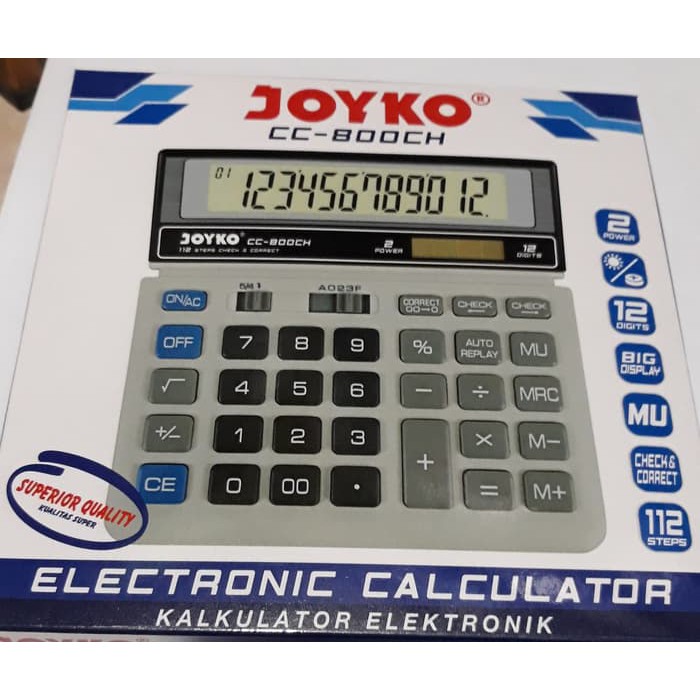 JOYKO®
CC-800CH
01
123456789012.
JOYKO® CC-800CH
112 STEPS CHECK & CORRECT
2
POWER
12
DIGITS
ON/AC
5/4
A023F
CORRECT
00→0
CHECK
CHECK
OFF
7
8
9
%
AUTO
REPLAY
MU
√
4
5
6
−
÷
MRC
+/−
1
2
3
+
×
M−
CE
0
00
.
=
M+
2
POWER
12
DIGITS
BIG
DISPLAY
MU
CHECK &
CORRECT
112
STEPS
SUPERIOR QUALITY
KUALITAS SUPER
ELECTRONIC CALCULATOR
KALKULATOR ELEKTRONIK